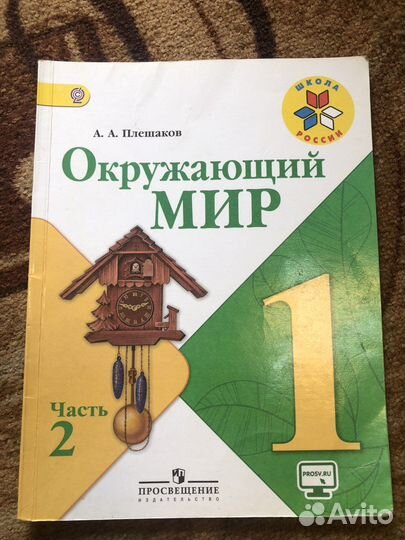 ШКОЛА
РОССИИ
А. А. Плешаков
Окружающий
МИР
1
Часть
2
ПРОСВЕЩЕНИЕ
ИЗДАТЕЛЬСТВО
PROSV.RU
Avito